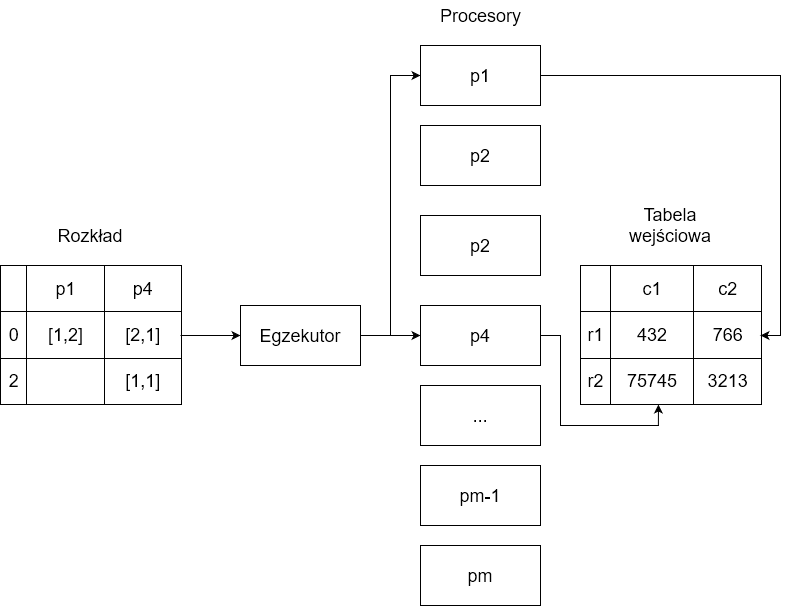 Procesory
p1
p2
p2
p4
...
pm-1
pm
Rozkład
p1 p4
0 [1,2] [2,1]
2 [1,1]
Egzekutor
Tabela
wejściowa
c1 c2
r1 432 766
r2 75745 3213